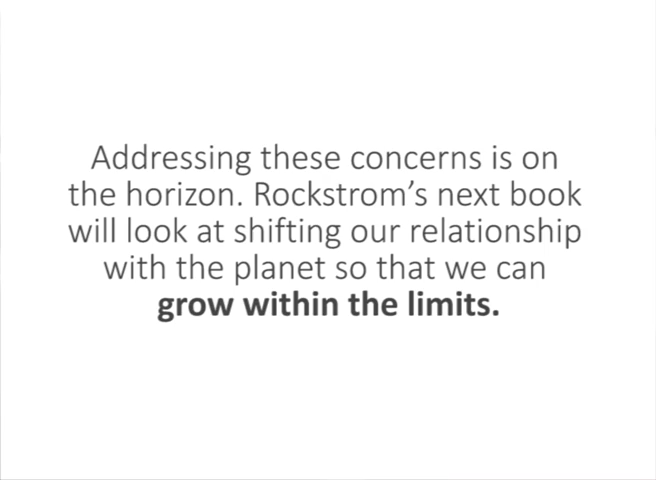 Addressing these concerns is on
the horizon. Rockstrom’s next book
will look at shifting our relationship
with the planet so that we can
grow within the limits.